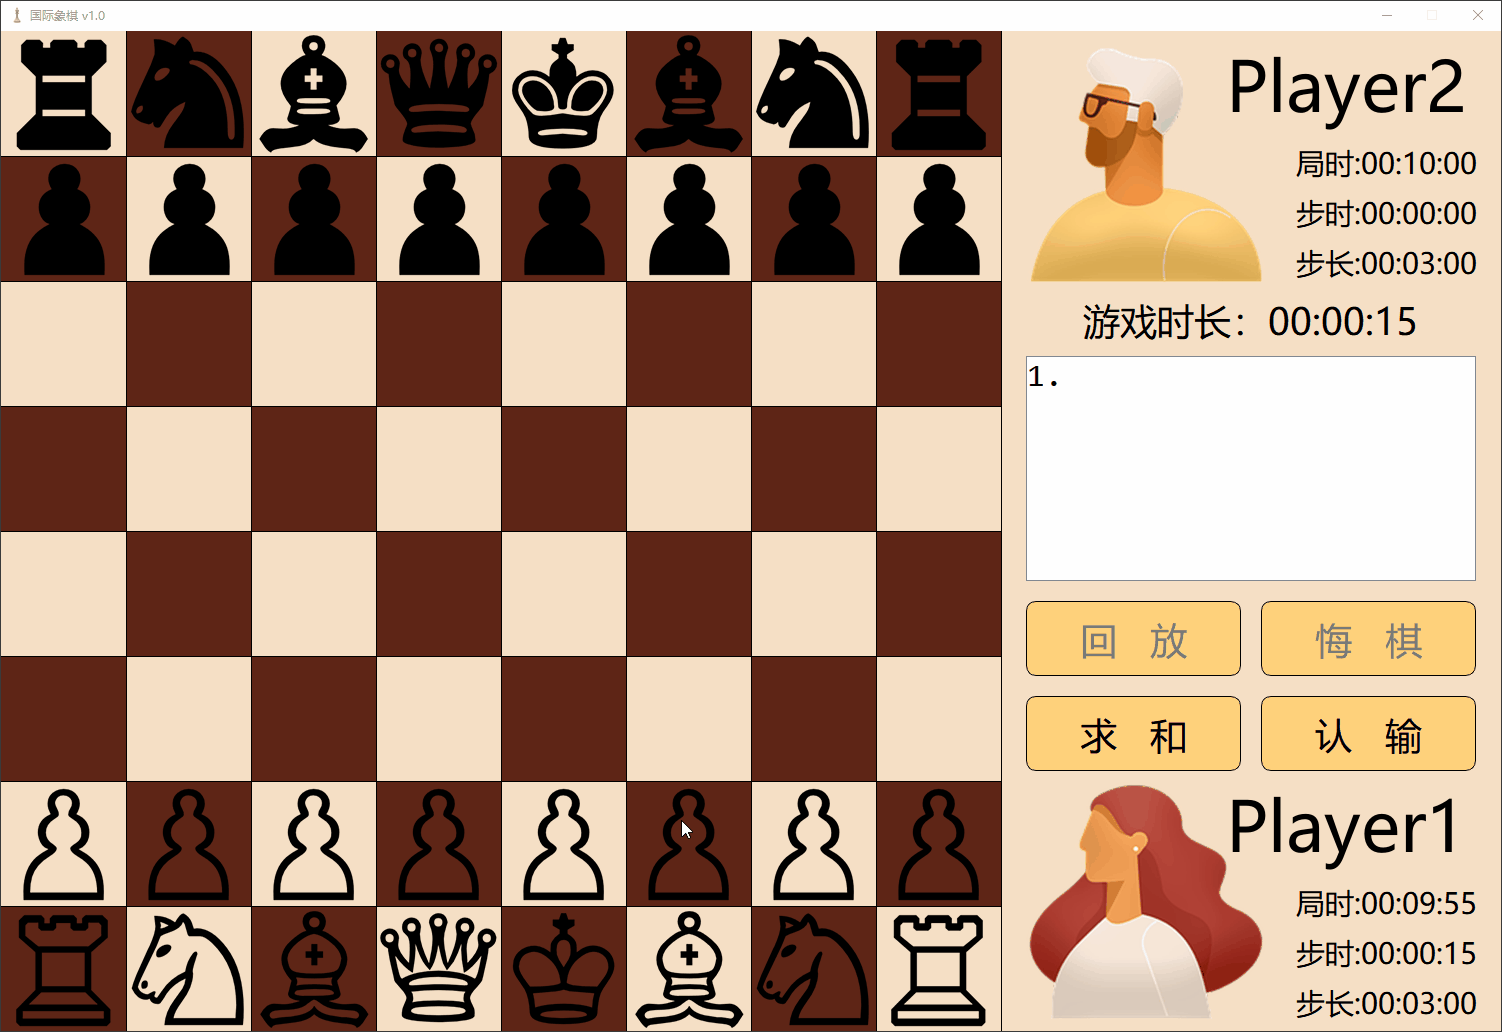 国际象棋 v1.0
Player2
局时:00:10:00
步时:00:00:00
步长:00:03:00
游戏时长：00:00:15
1.
回 放
悔 棋
求 和
认 输
Player1
局时:00:09:55
步时:00:00:15
步长:00:03:00